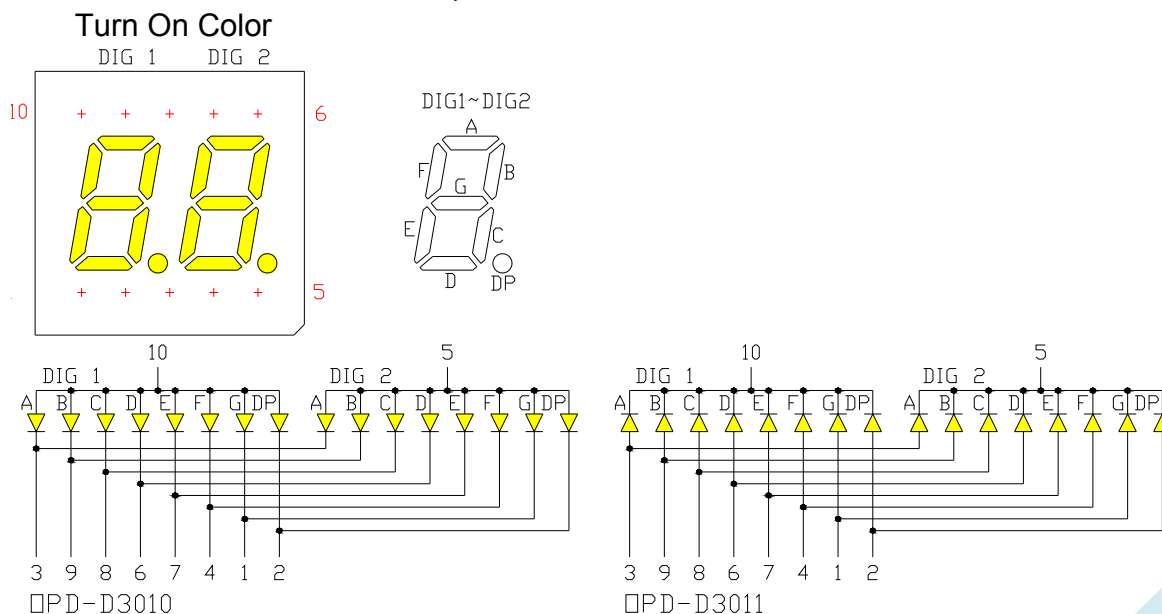 Turn On Color
DIG 1 DIG 2
10 6
5
DIG1~DIG2
A
F B
G
E C
D DP
10 5
DIG 1 DIG 2
A B C D E F G DP A B C D E F G DP
3 9 8 6 7 4 1 2
OPD-D3010
10 5
DIG 1 DIG 2
A B C D E F G DP A B C D E F G DP
3 9 8 6 7 4 1 2
OPD-D3011